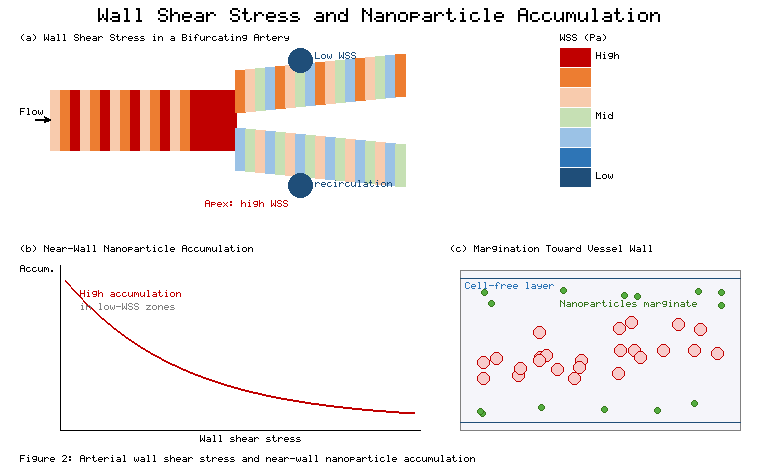 Wall Shear Stress and Nanoparticle Accumulation
(a) Wall Shear Stress in a Bifurcating Artery
WSS (Pa)
Low WSS
High
Flow
Mid
Low
recirculation
Apex: high WSS
(b) Near-Wall Nanoparticle Accumulation
(c) Margination Toward Vessel Wall
Accum.
High accumulation
in low-WSS zones
Cell-free layer
Nanoparticles marginate
Wall shear stress
Figure 2: Arterial wall shear stress and near-wall nanoparticle accumulation